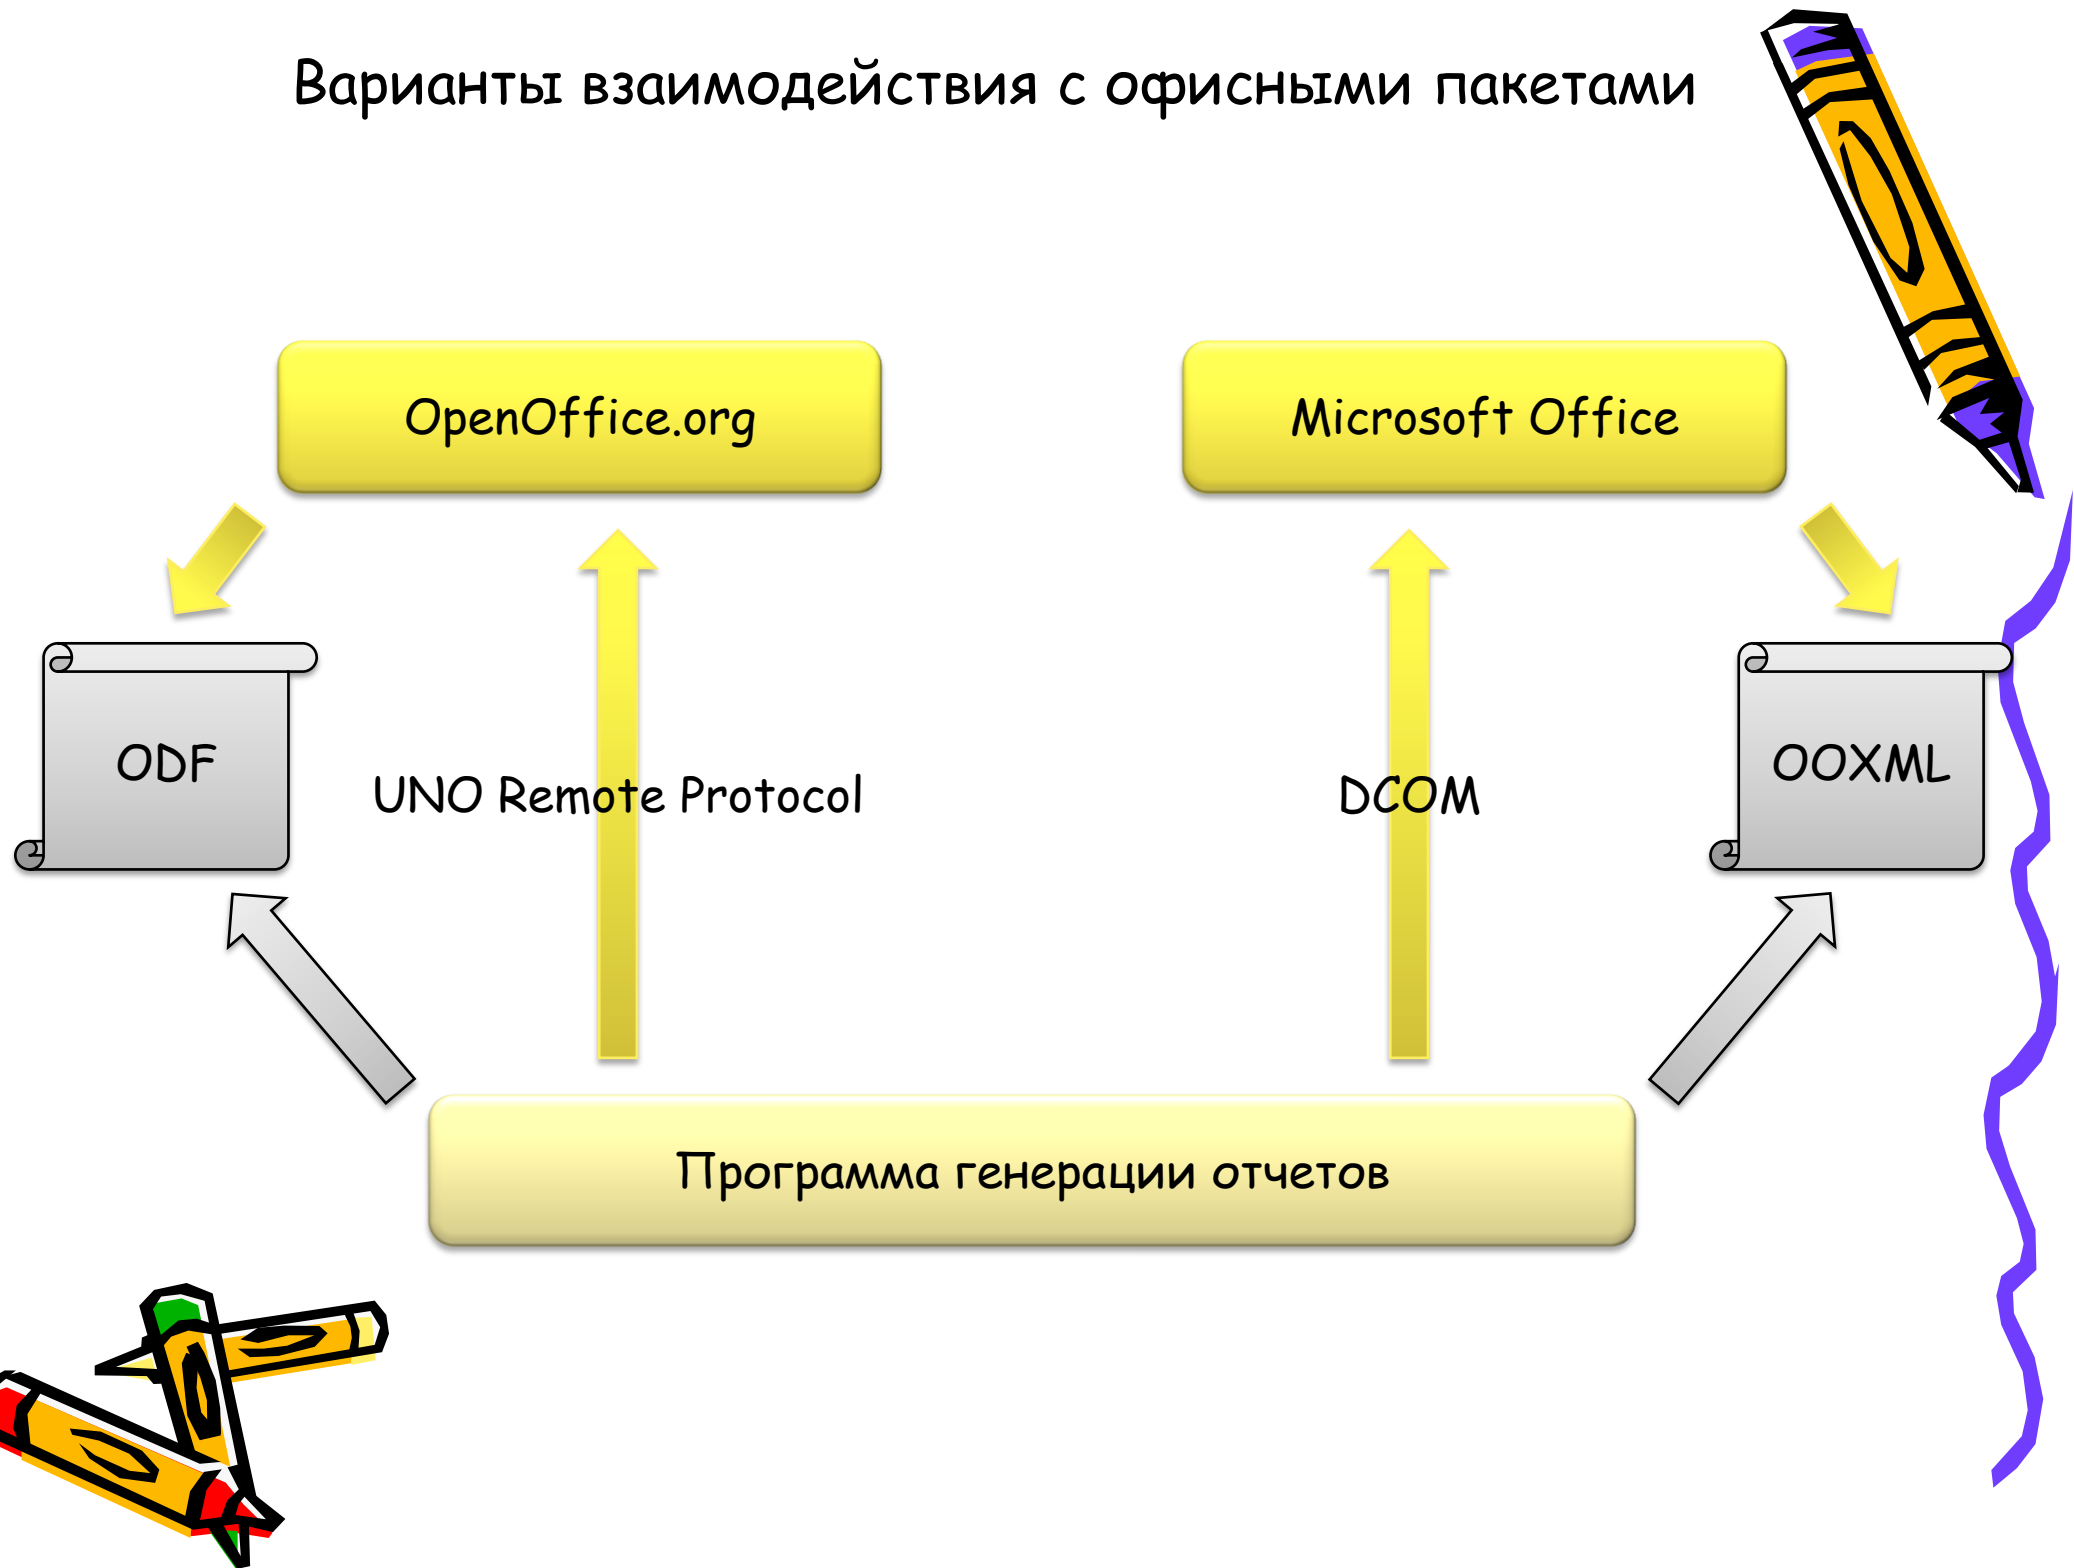 Варианты взаимодействия с офисными пакетами
OpenOffice.org
Microsoft Office
ODF
UNO Remote Protocol
DCOM
OOXML
Программа генерации отчетов